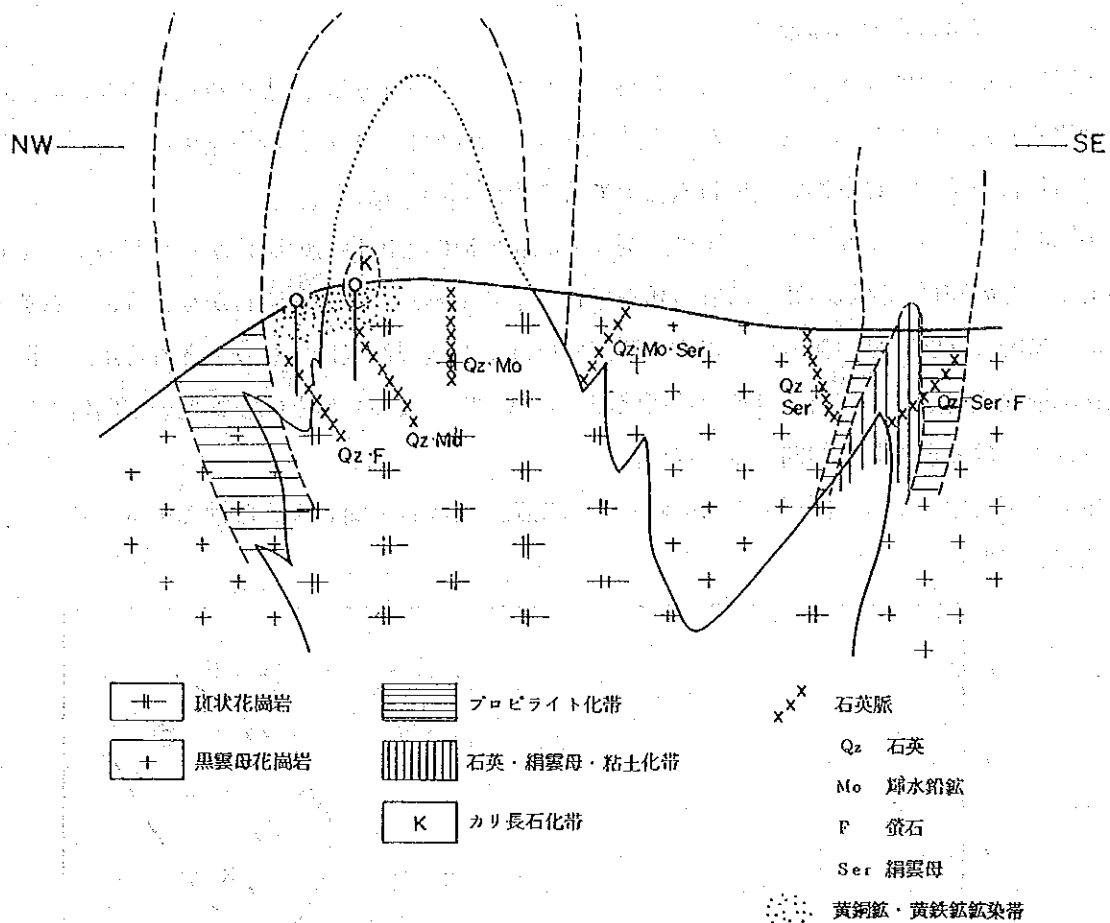 NW
SE
K
Qz・Mo
Qz・Mo・Ser
Qz
Ser
Qz・Ser・F
Qz・Mo
Qz・F
斑状花崗岩
黒雲母花崗岩
プロピライト化帯
石英・絹雲母・粘土化帯
K
カリ長石化帯
石英脈
Qz 石英
Mo 輝水鉛鉱
F 螢石
Ser 絹雲母
黄銅鉱・黄鉄鉱鉱染帯